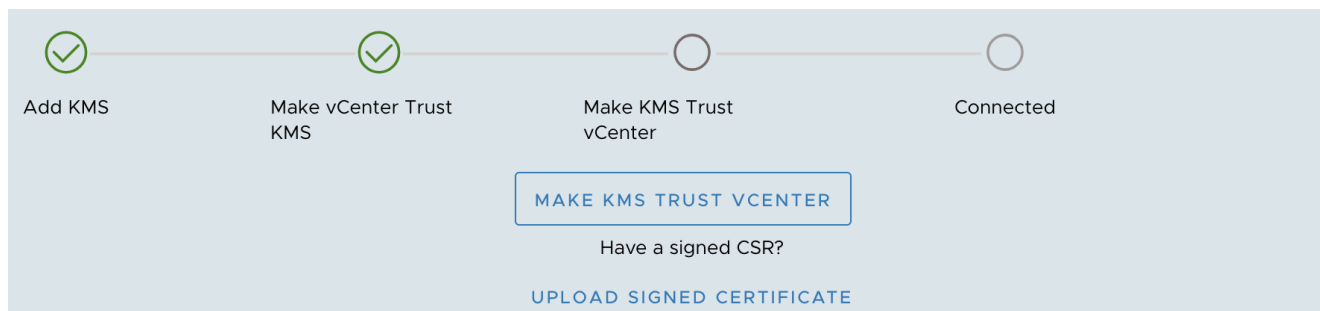 Add KMS
Make vCenter Trust
KMS
Make KMS Trust
vCenter
Connected
MAKE KMS TRUST VCENTER
Have a signed CSR?
UPLOAD SIGNED CERTIFICATE